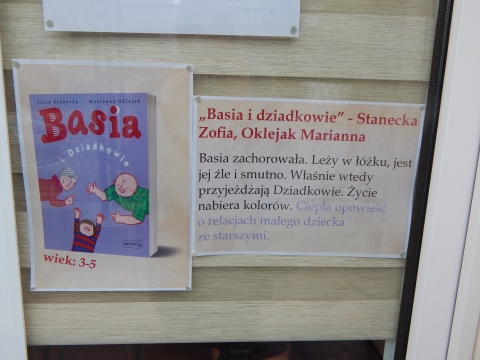 Zofia Stanecka Marianna Oklejak
Basia
i Dziadkowie
wiek: 3-5
„Basia i dziadkowie” - Stanecka
Zofia, Oklejak Marianna
Basia zachorowała. Leży w łóżku, jest
jej źle i smutno. Właśnie wtedy
przyjeżdżają Dziadkowie. Życie
nabiera kolorów. Ciepła opowieść
o relacjach małego dziecka
ze starszymi.